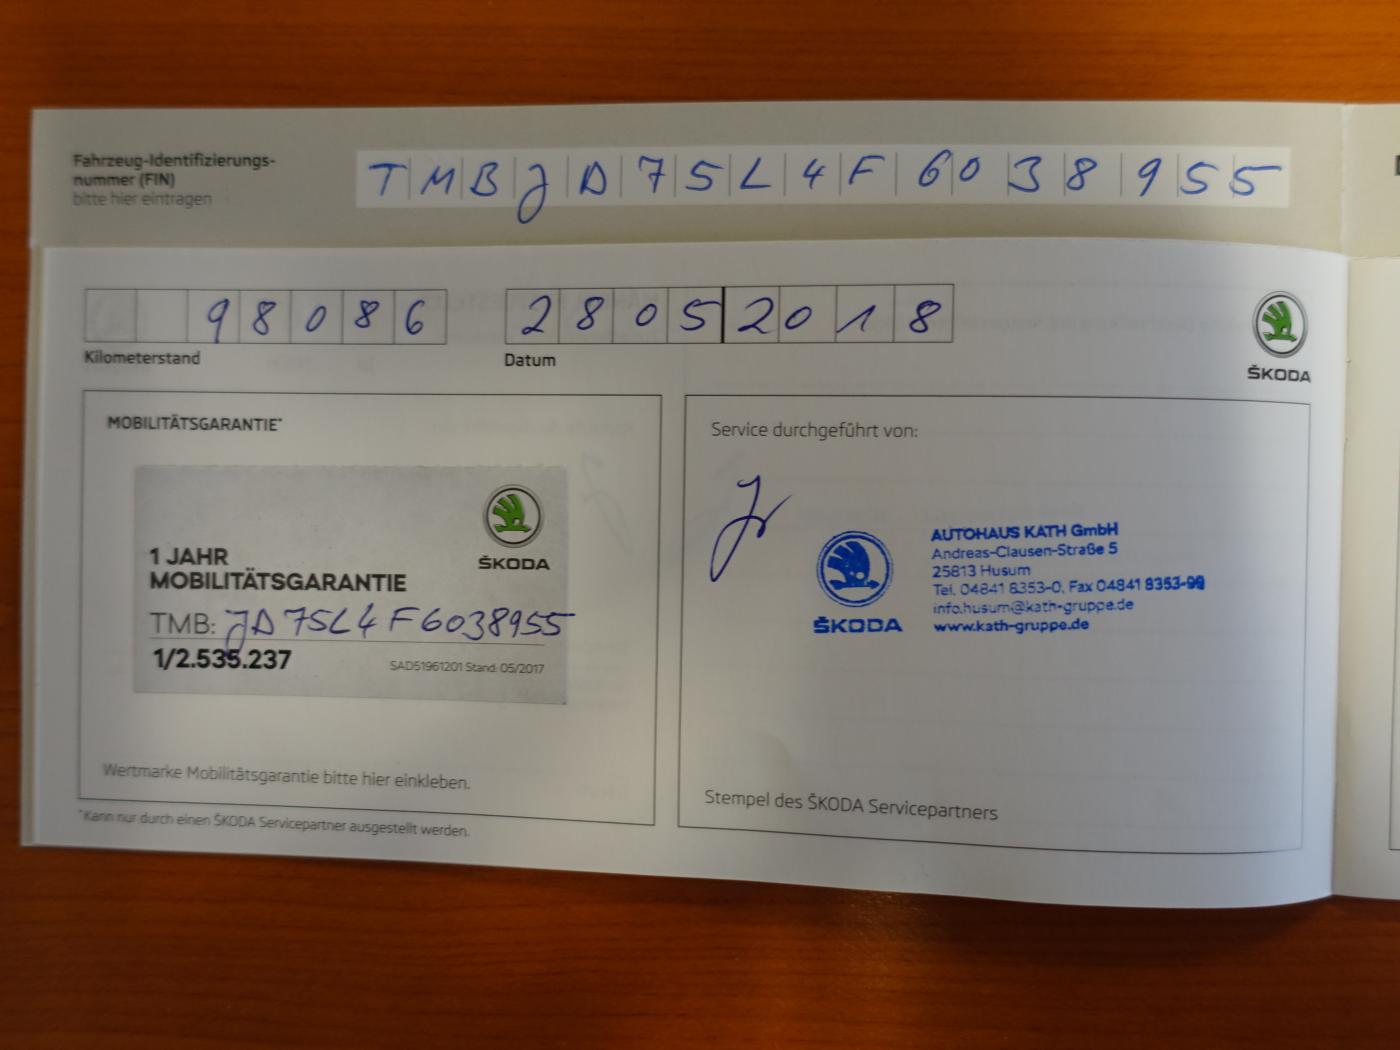 Fahrzeug-Identifizierungs-
nummer (FIN)
bitte hier eintragen
TMBJD75L4F6038955
98086
28052018
Kilometerstand
Datum
ŠKODA
MOBILITÄTSGARANTIE*
ŠKODA
1 JAHR
MOBILITÄTSGARANTIE
TMB: JD75L4F6038955
1/2.535.237
SAD51961201 Stand: 05/2017
Wertmarke Mobilitätsgarantie bitte hier einkleben.
*Kann nur durch einen ŠKODA Servicepartner ausgestellt werden.
Service durchgeführt von:
ŠKODA
AUTOHAUS KATH GmbH
Andreas-Clausen-Straße 5
25813 Husum
Tel. 04841 8353-0, Fax 04841 8353-99
info.husum@kath-gruppe.de
www.kath-gruppe.de
Stempel des ŠKODA Servicepartners